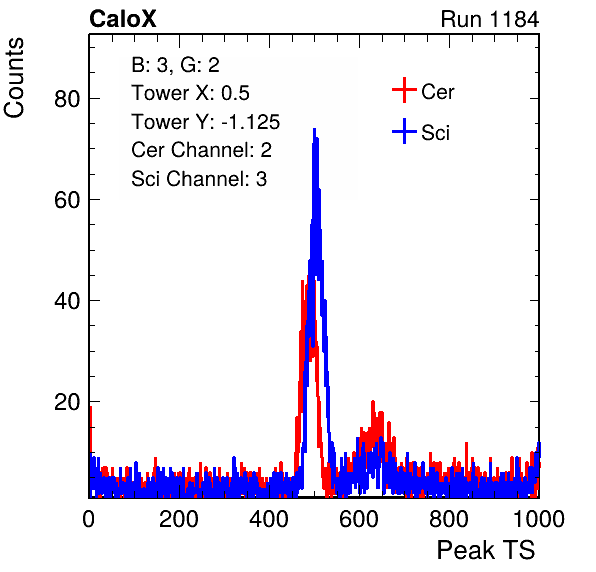 CaloX Run 1184
Counts
B: 3, G: 2
Tower X: 0.5
Tower Y: -1.125
Cer Channel: 2
Sci Channel: 3
Cer
Sci
80
60
40
20
0 200 400 600 800 1000
Peak TS